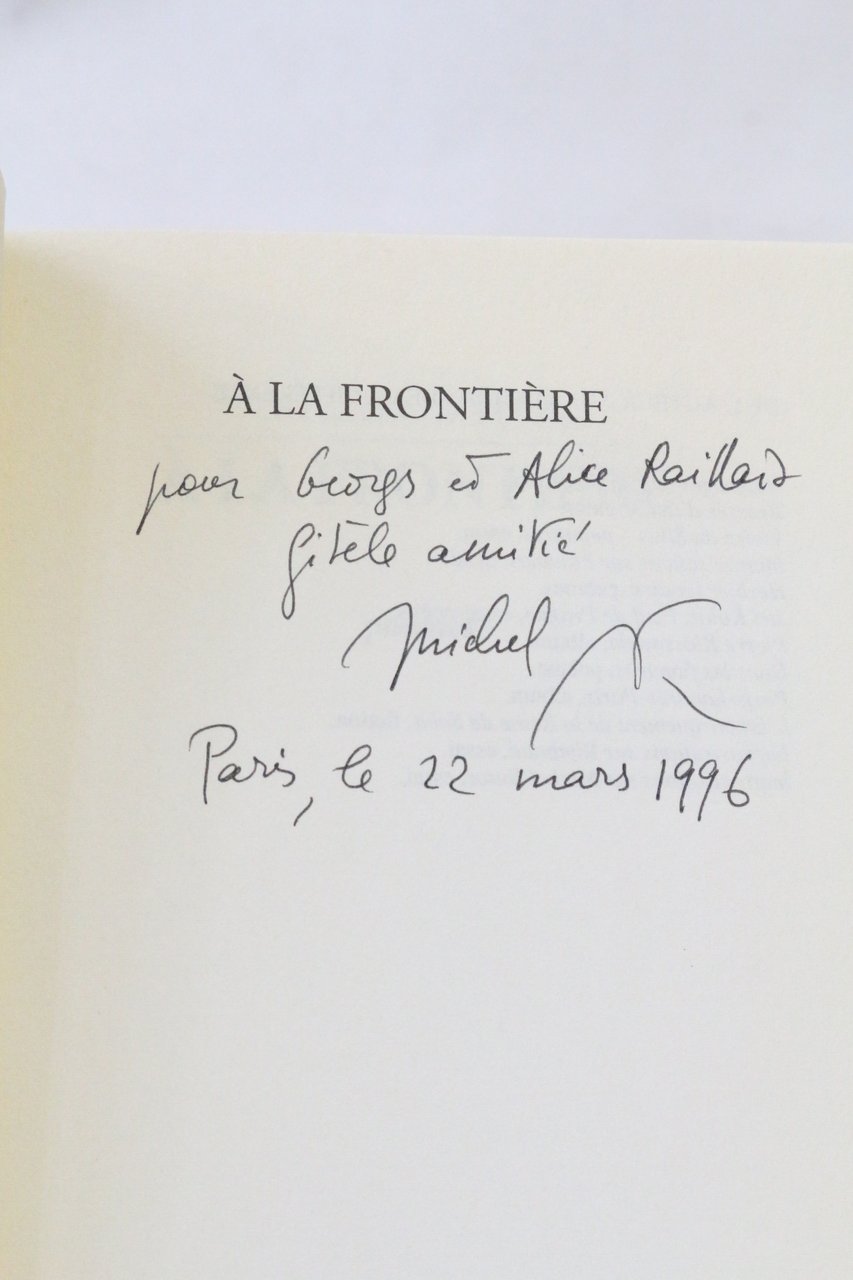 À LA FRONTIÈRE
pour Georges et Alice Raillard
fidèle amitié
Michel
Paris, le 22 mars 1996